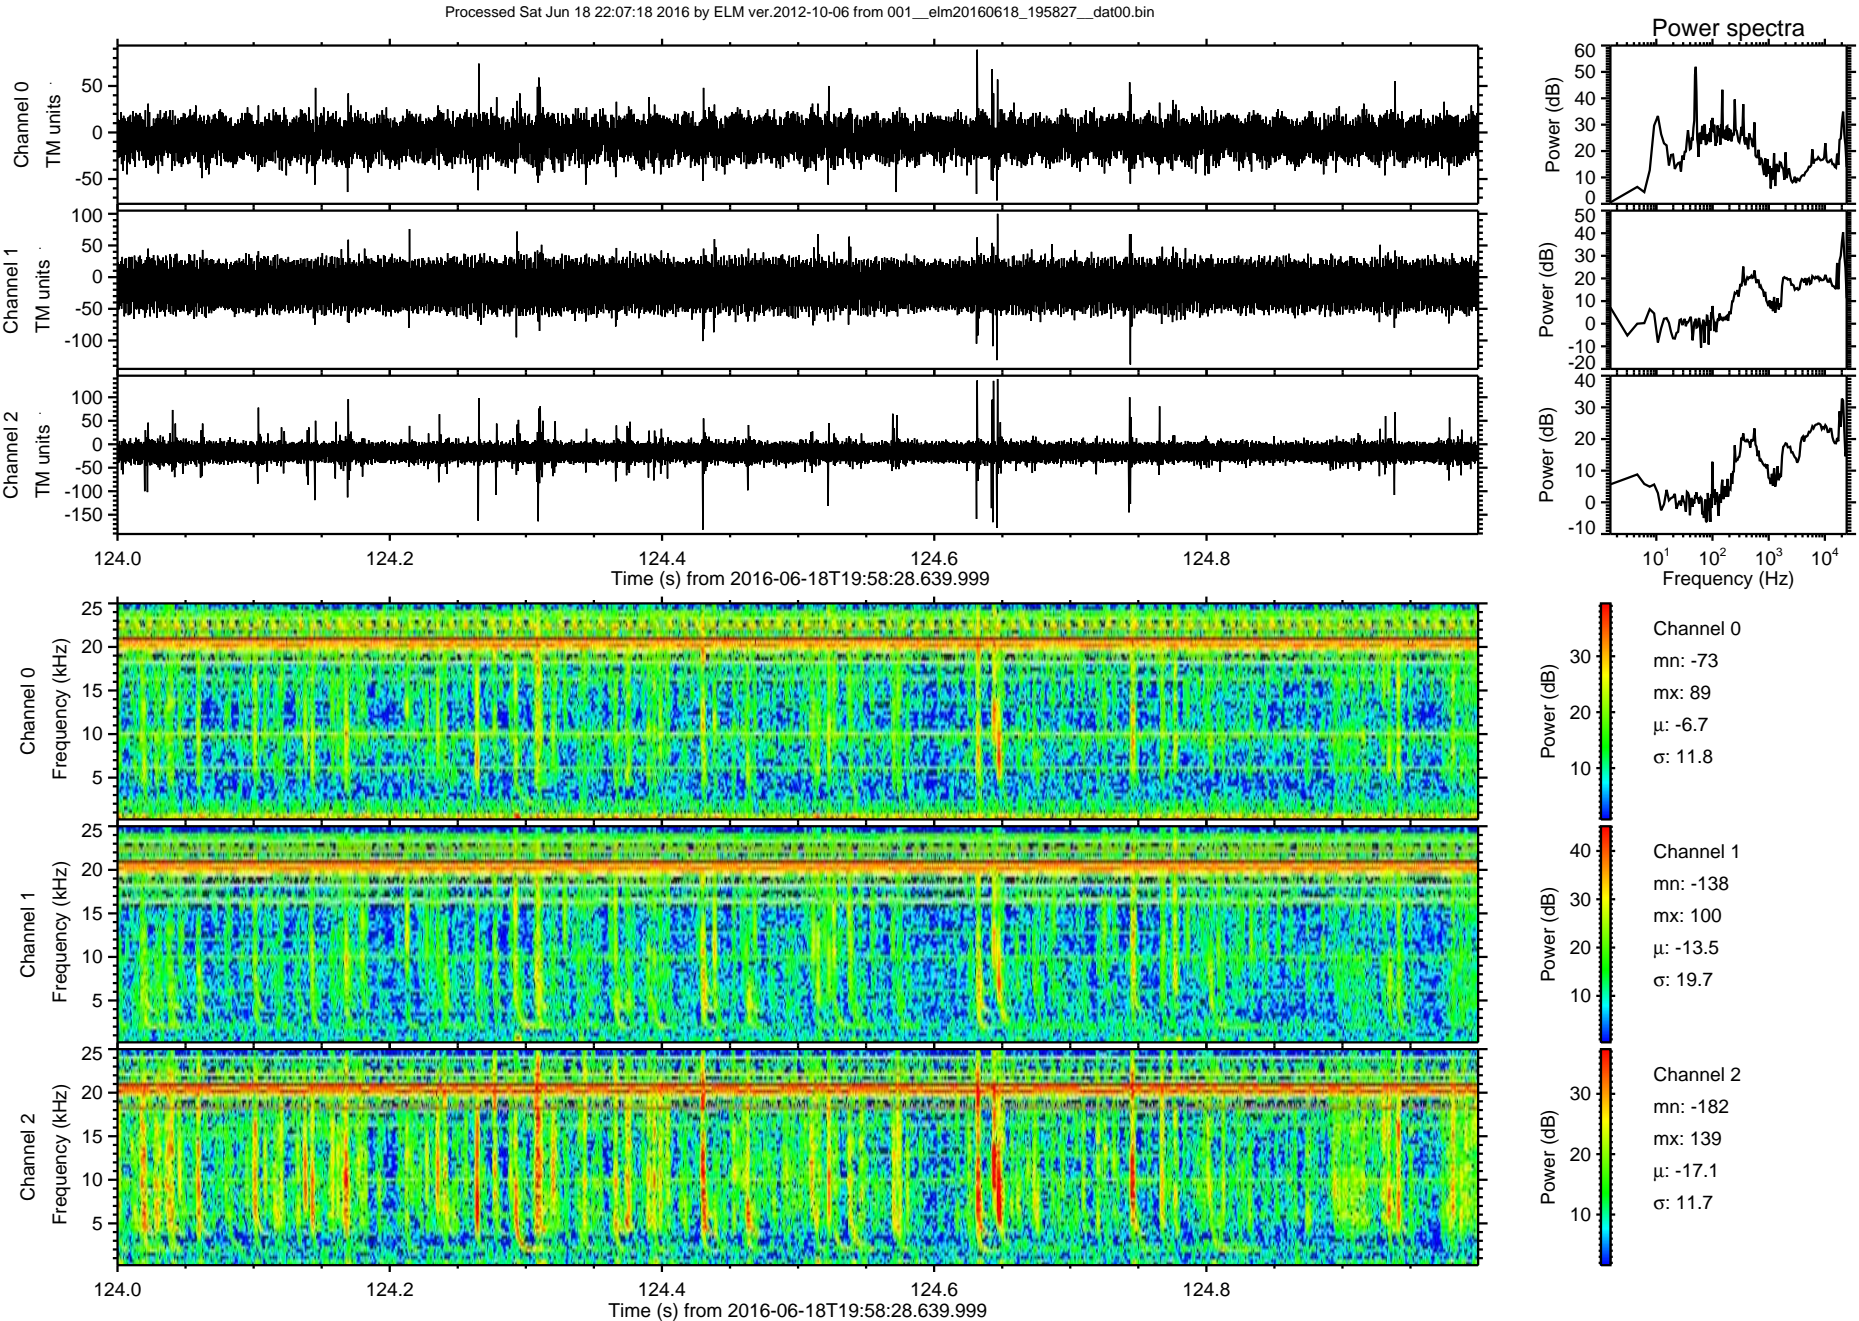 Processed Sat Jun 18 22:07:18 2016 by ELM ver.2012-10-06 from 001__elm20160618_195827__dat00.bin
Power spectra
Channel 0
TM units
50
0
-50
Power (dB)
60
50
40
30
20
10
0
Channel 1
TM units
100
50
0
-50
-100
Power (dB)
50
40
30
20
10
0
-10
-20
Channel 2
TM units
100
50
0
-50
-100
-150
Power (dB)
40
30
20
10
0
-10
124.0
124.2
124.4
124.6
124.8
Time (s) from 2016-06-18T19:58:28.639.999
10^1
10^2
10^3
10^4
Frequency (Hz)
Channel 0
Frequency (kHz)
25
20
15
10
5
Power (dB)
30
20
10
Channel 0
mn: -73
mx: 89
µ: -6.7
σ: 11.8
Channel 1
Frequency (kHz)
25
20
15
10
5
Power (dB)
40
30
20
10
Channel 1
mn: -138
mx: 100
µ: -13.5
σ: 19.7
Channel 2
Frequency (kHz)
25
20
15
10
5
Power (dB)
30
20
10
Channel 2
mn: -182
mx: 139
µ: -17.1
σ: 11.7
124.0
124.2
124.4
124.6
124.8
Time (s) from 2016-06-18T19:58:28.639.999